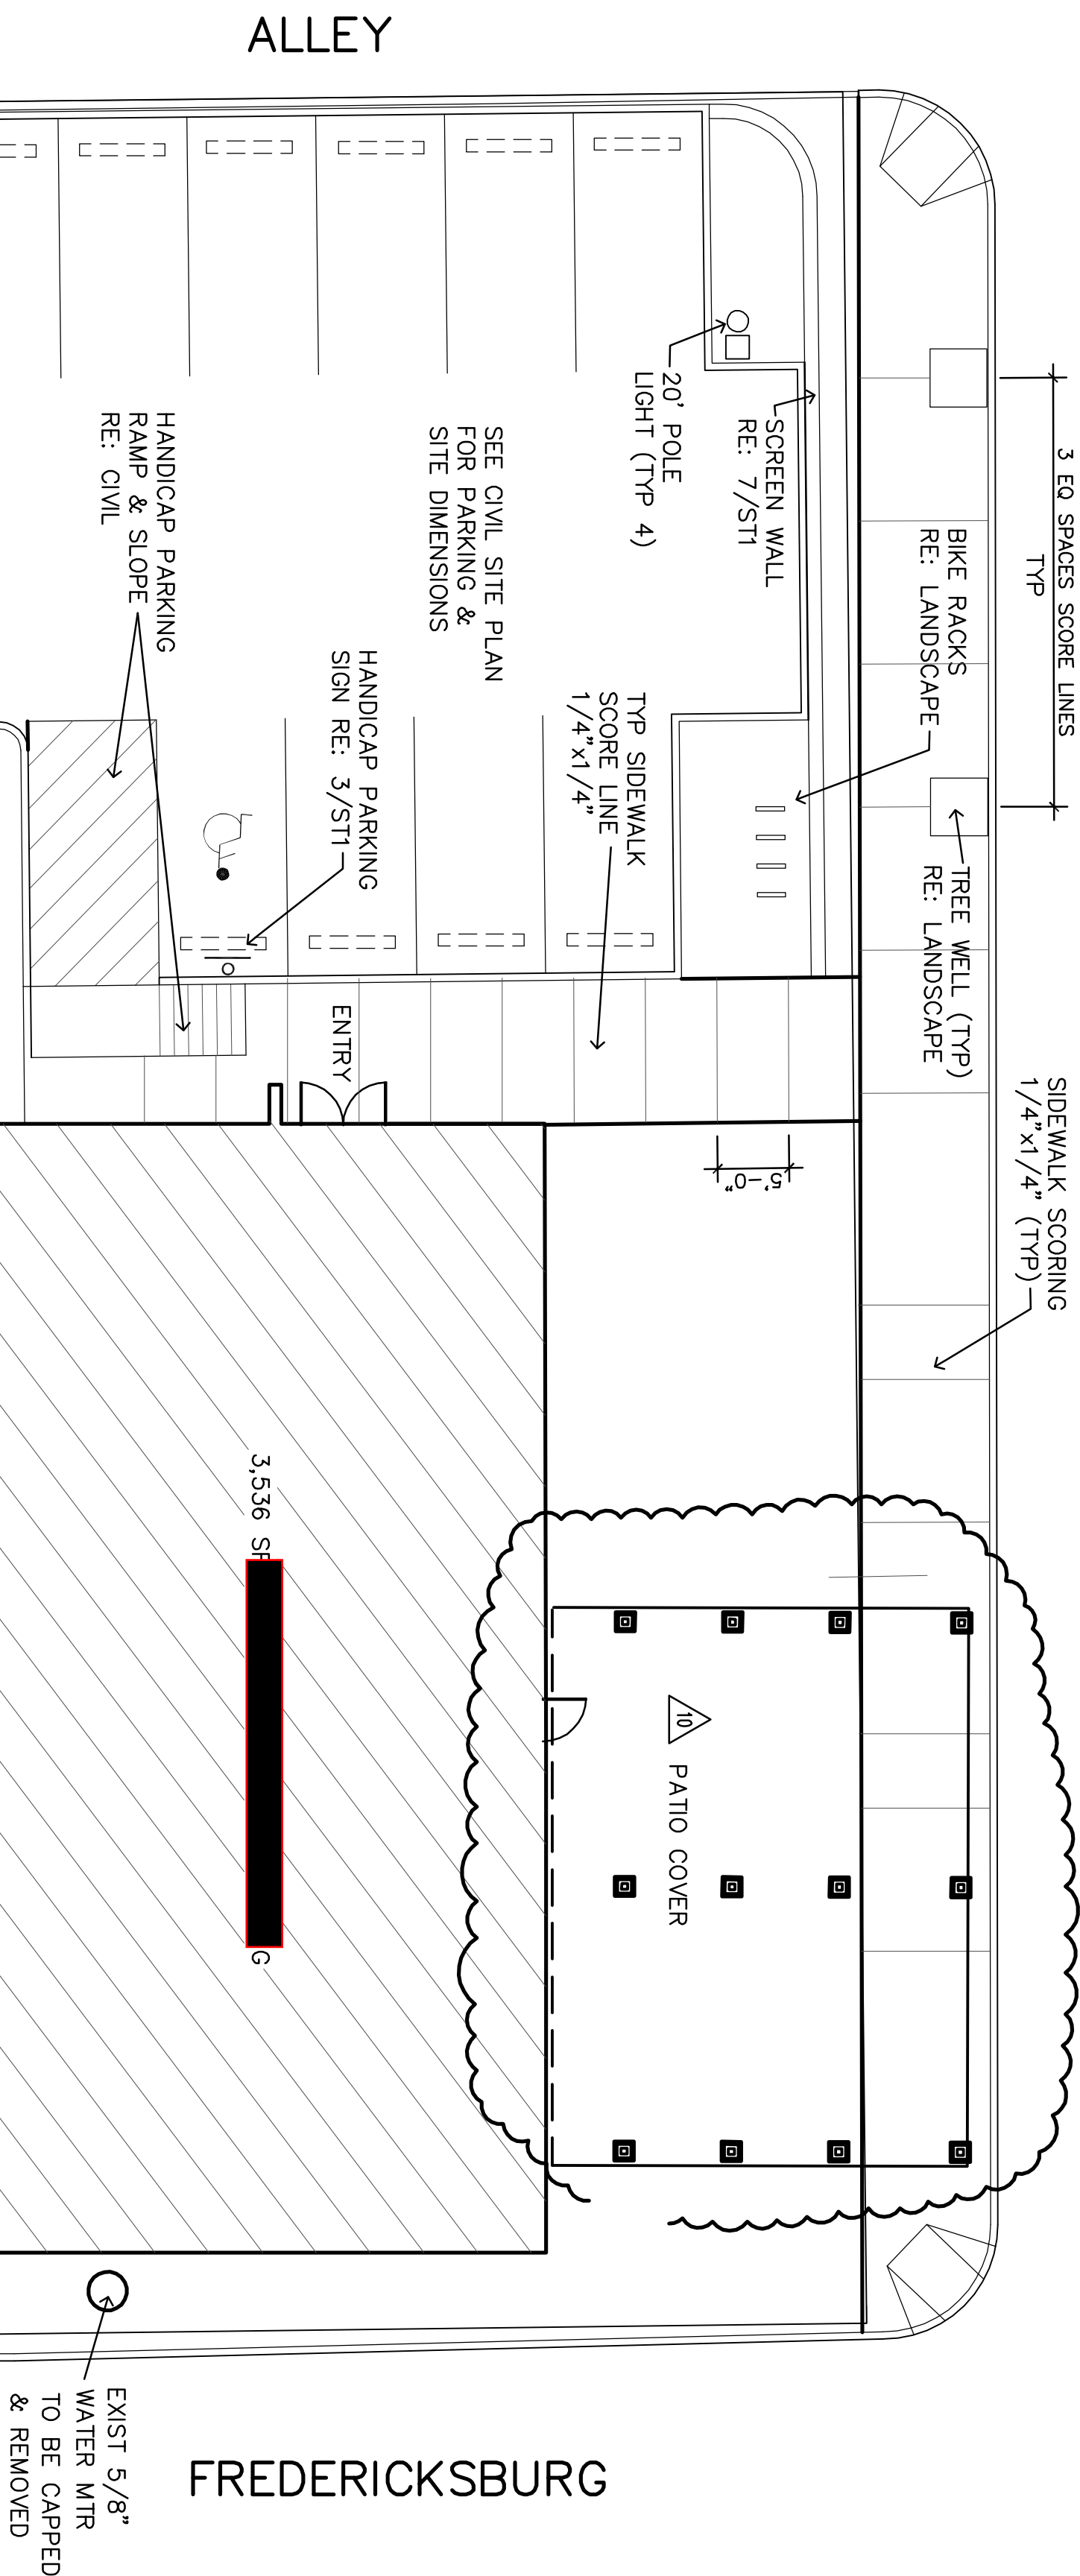 ALLEY
3 EQ SPACES SCORE LINES
TYP
20' POLE
LIGHT (TYP 4)
SCREEN WALL
RE: 7/ST1
BIKE RACKS
RE: LANDSCAPE
HANDICAP PARKING
RAMP & SLOPE
RE: CIVIL
SEE CIVIL SITE PLAN
FOR PARKING &
SITE DIMENSIONS
HANDICAP PARKING
SIGN RE: 3/ST1
TYP SIDEWALK
SCORE LINE
1/4"x1/4"
TREE WELL (TYP)
RE: LANDSCAPE
ENTRY
SIDEWALK SCORING
1/4"x1/4" (TYP)
5'-0"
3,536 SF
G
10
PATIO COVER
EXIST 5/8"
WATER MTR
TO BE CAPPED
& REMOVED
FREDERICKSBURG